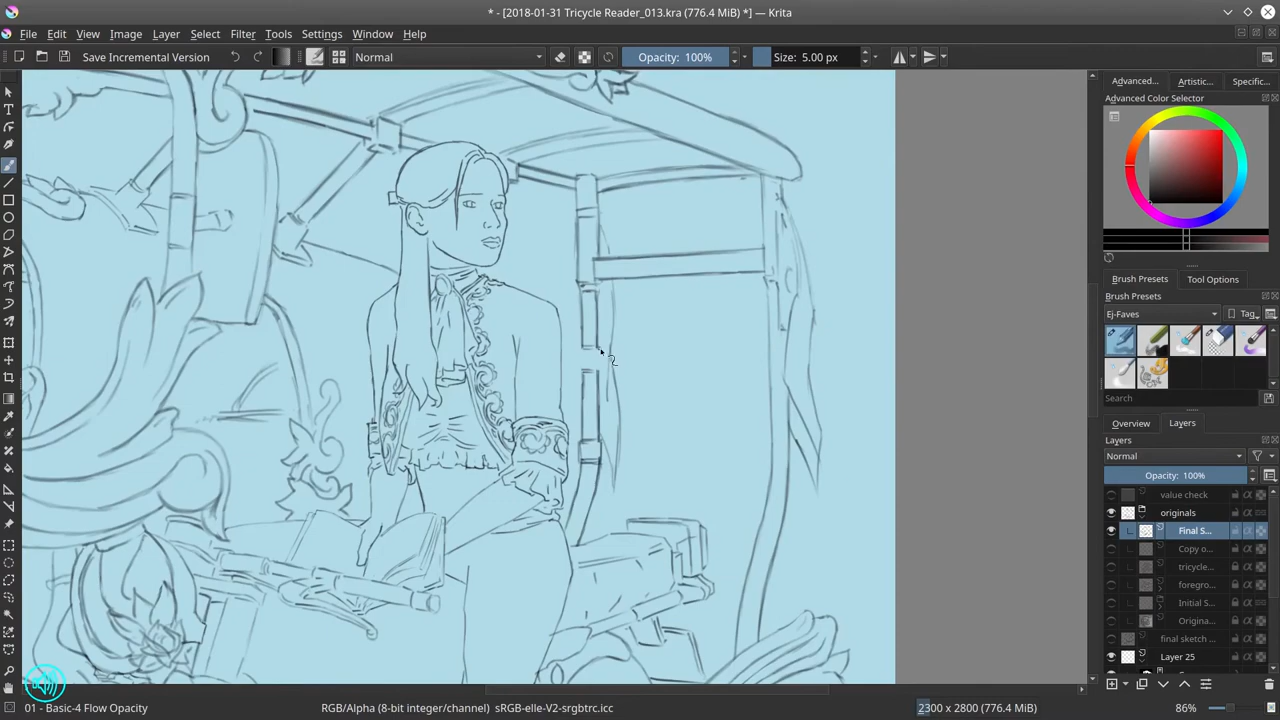 * - [2018-01-31 Tricycle Reader_013.kra (776.4 MiB) *] — Krita
File Edit View Image Layer Select Filter Tools Settings Window Help
Save Incremental Version Normal Opacity: 100% Size: 5.00 px
Advanced... Artistic... Specific...
Advanced Color Selector
Brush Presets Tool Options
Brush Presets
Ej-Faves Tag
Search
Overview Layers
Layers
Normal
Opacity: 100%
value check
originals
Final S...
Copy o...
tricycle...
foregro...
Initial S...
Origina...
final sketch ...
Layer 25
01 - Basic-4 Flow Opacity RGB/Alpha (8-bit integer/channel) sRGB-elle-V2-srgbtrc.icc 2300 x 2800 (776.4 MiB) 86%